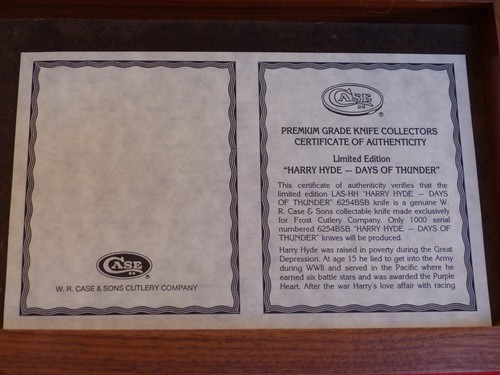 CASE
W. R. CASE & SONS CUTLERY COMPANY
CASE
PREMIUM GRADE KNIFE COLLECTORS
CERTIFICATE OF AUTHENTICITY
Limited Edition
"HARRY HYDE — DAYS OF THUNDER"
This certificate of authenticity verifies that the
limited edition LAS-HH "HARRY HYDE — DAYS
OF THUNDER" 6254BSB knife is a genuine W.
R. Case & Sons collectable knife made exclusively
for Frost Cutlery Company. Only 1000 serial
numbered 6254BSB "HARRY HYDE — DAYS OF
THUNDER" knives will be produced.
Harry Hyde was raised in poverty during the Great
Depression. At age 15 he lied to get into the Army
during WWII and served in the Pacific where he
earned six battle stars and was awarded the Purple
Heart. After the war Harry's love affair with racing